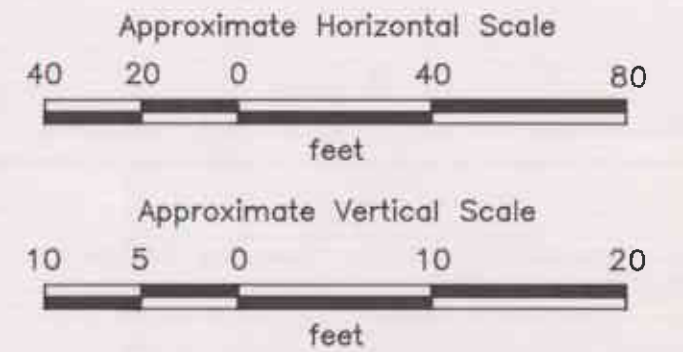 Approximate Horizontal Scale
40 20 0 40 80
feet
Approximate Vertical Scale
10 5 0 10 20
feet